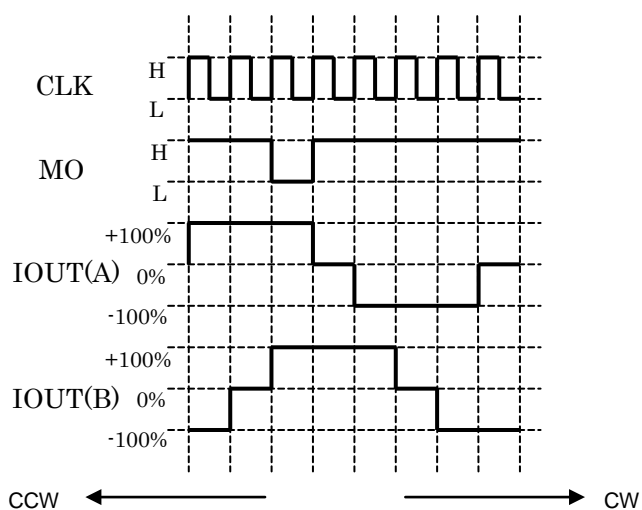 CLK
H
L
MO
H
L
IOUT(A)
+100%
0%
-100%
IOUT(B)
+100%
0%
-100%
CCW
CW